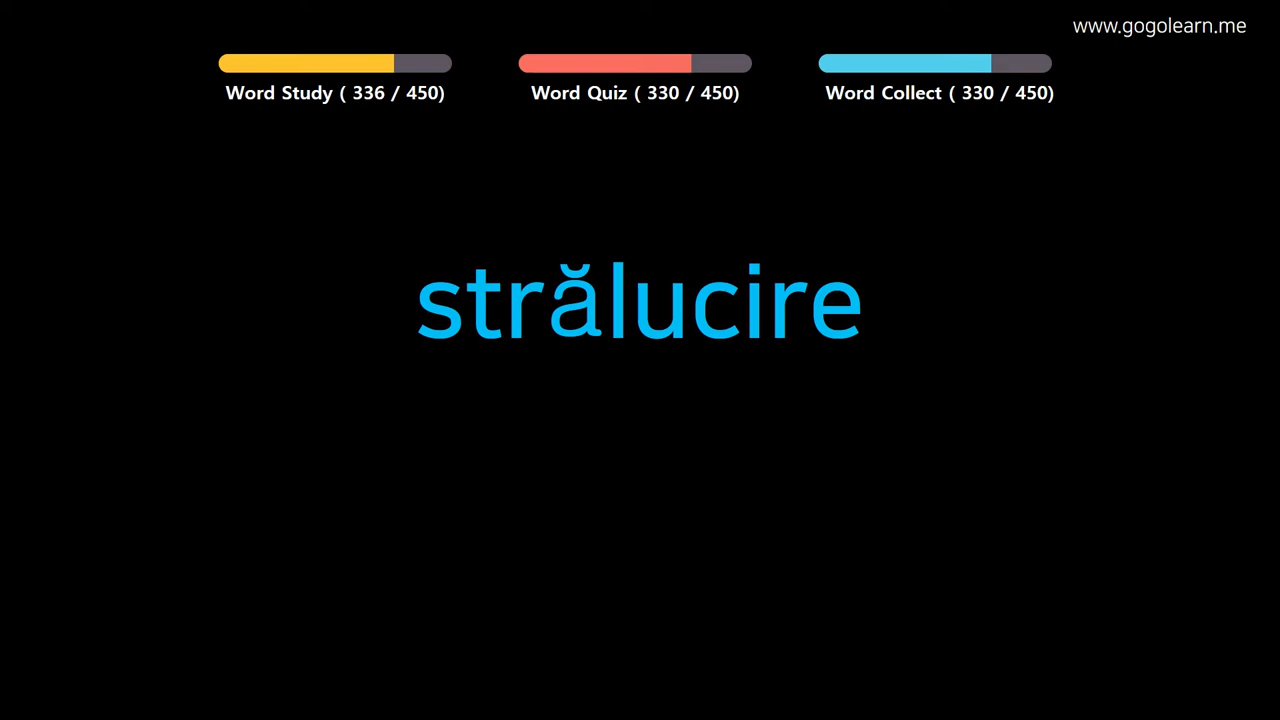 www.gogolearn.me
Word Study ( 336 / 450)
Word Quiz ( 330 / 450)
Word Collect ( 330 / 450)
strălucire